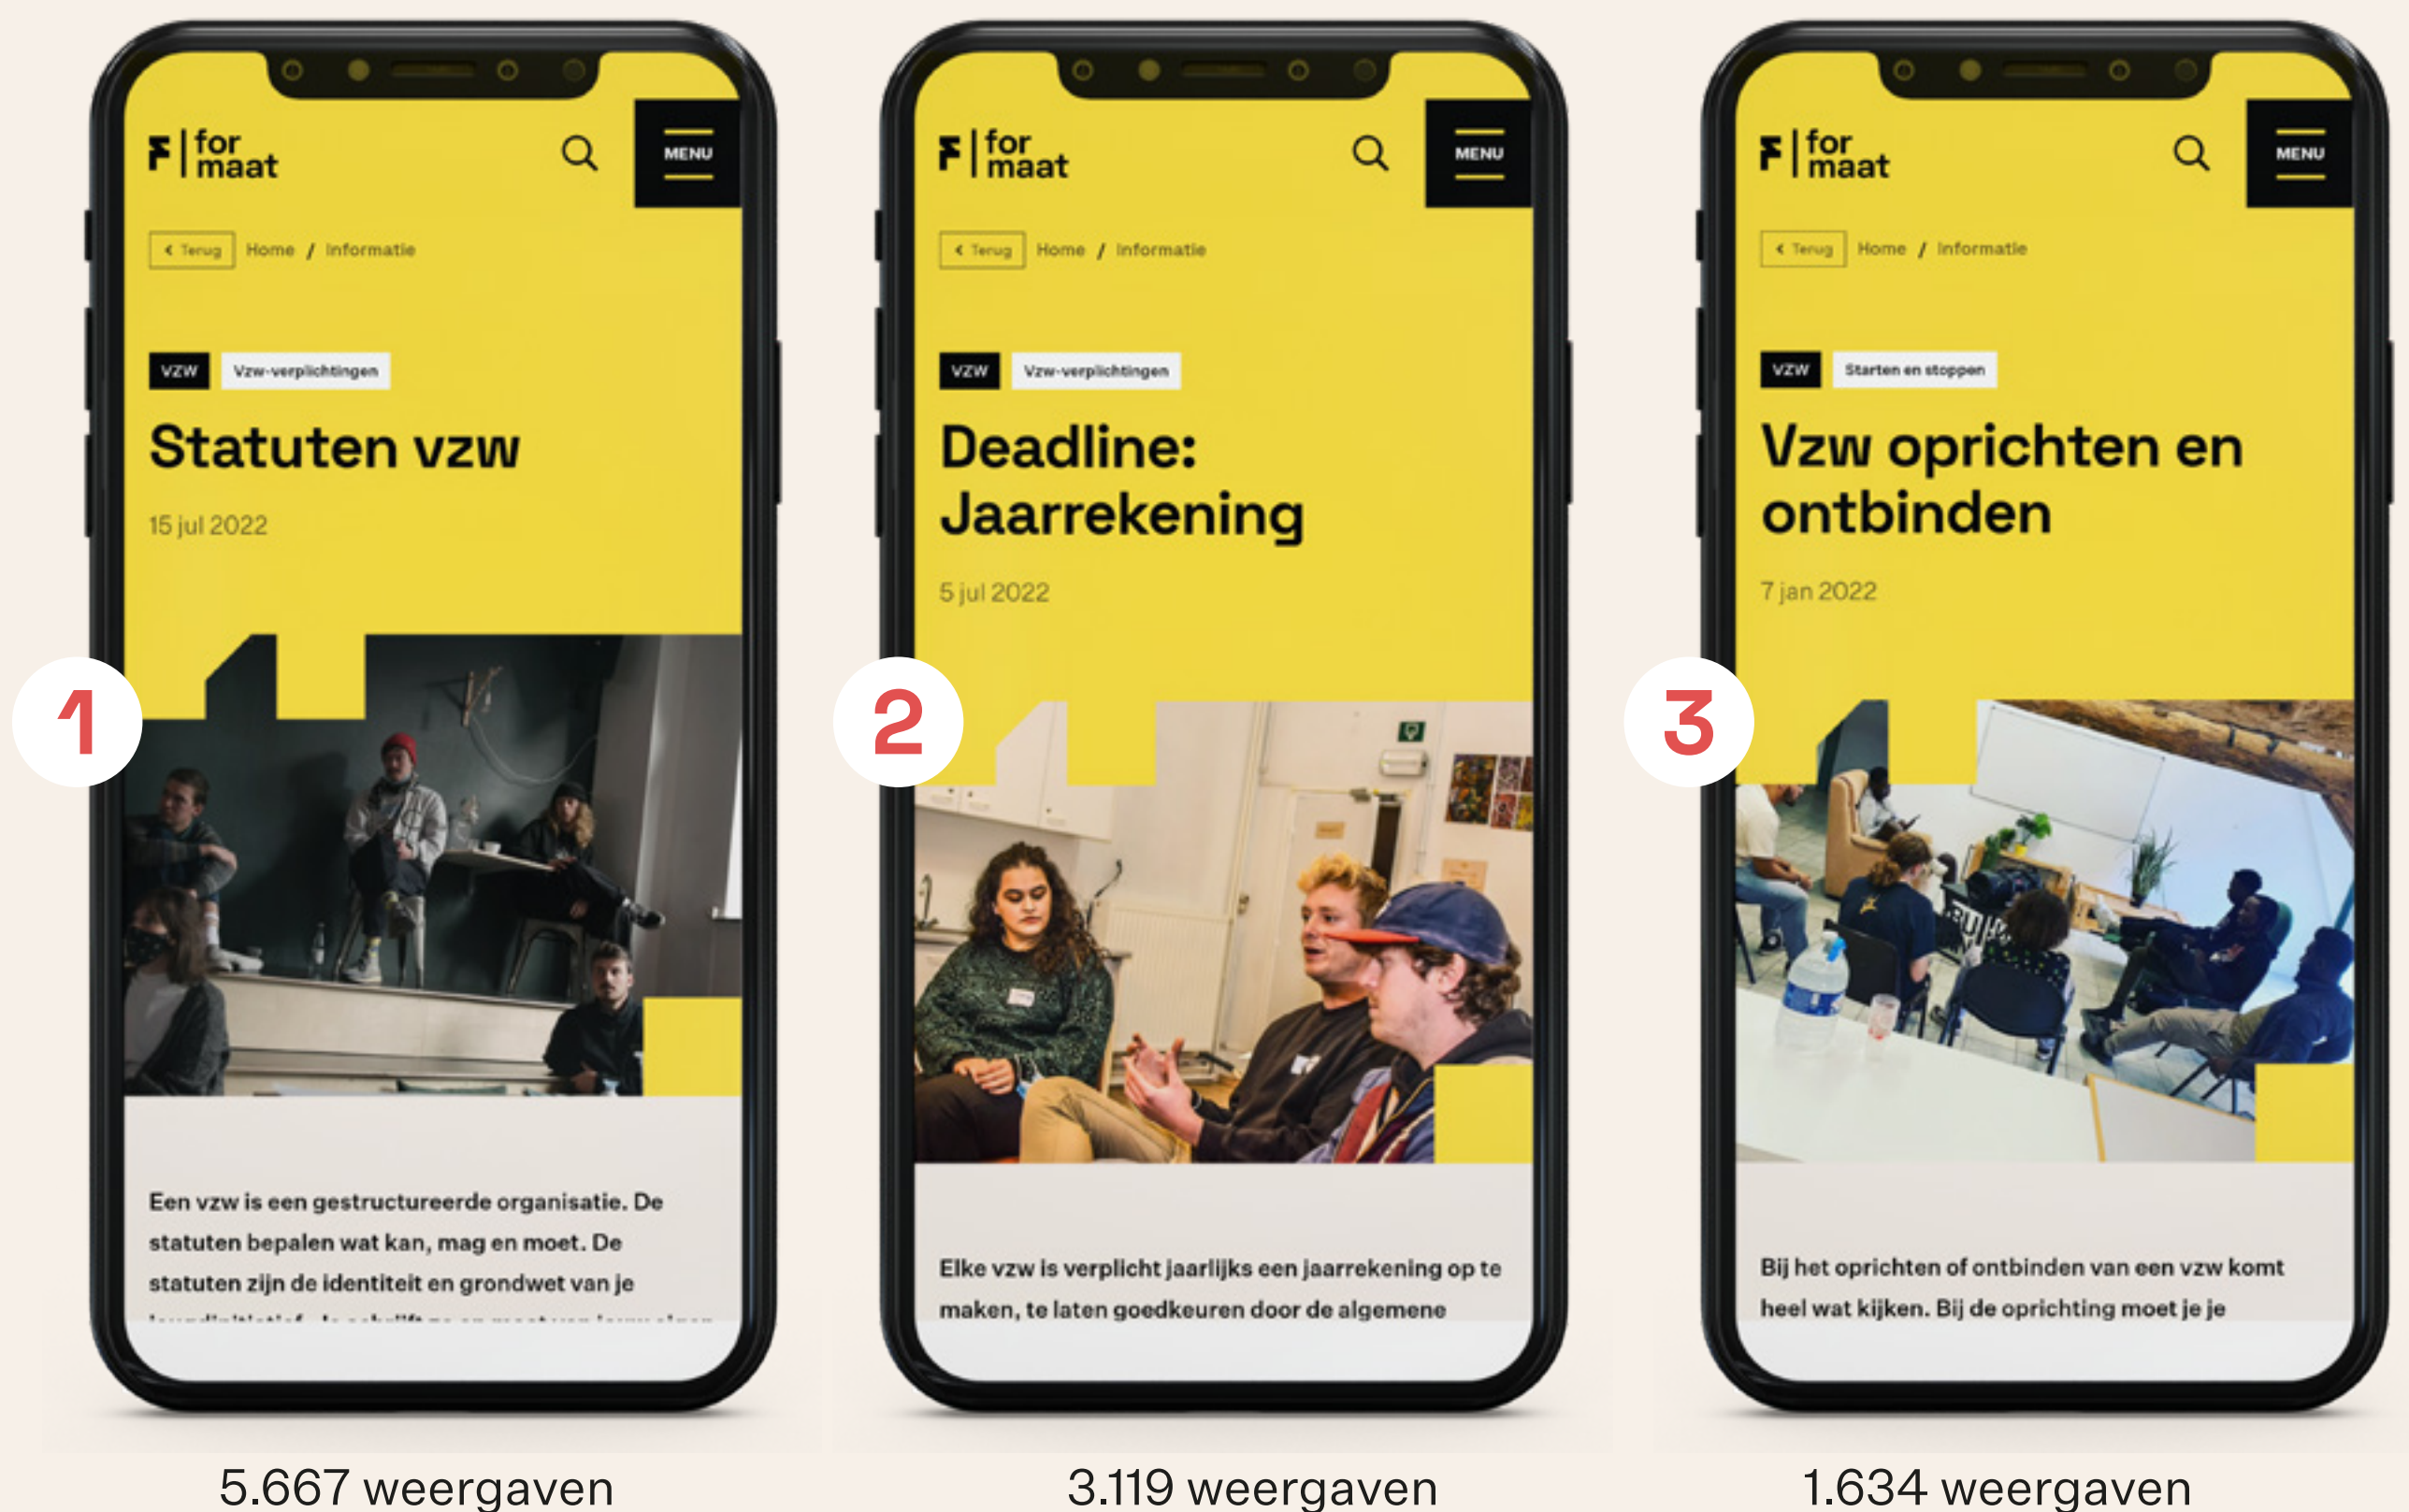 for
maat
MENU
< Terug Home / Informatie
VZW Vzw-verplichtingen
Statuten vzw
15 jul 2022
1
Een vzw is een gestructureerde organisatie. De
statuten bepalen wat kan, mag en moet. De
statuten zijn de identiteit en grondwet van je
5.667 weergaven
for
maat
MENU
< Terug Home / Informatie
VZW Vzw-verplichtingen
Deadline:
Jaarrekening
5 jul 2022
2
Elke vzw is verplicht jaarlijks een jaarrekening op te
maken, te laten goedkeuren door de algemene
3.119 weergaven
for
maat
MENU
< Terug Home / Informatie
VZW Starten en stoppen
Vzw oprichten en
ontbinden
7 jan 2022
3
Bij het oprichten of ontbinden van een vzw komt
heel wat kijken. Bij de oprichting moet je je
1.634 weergaven